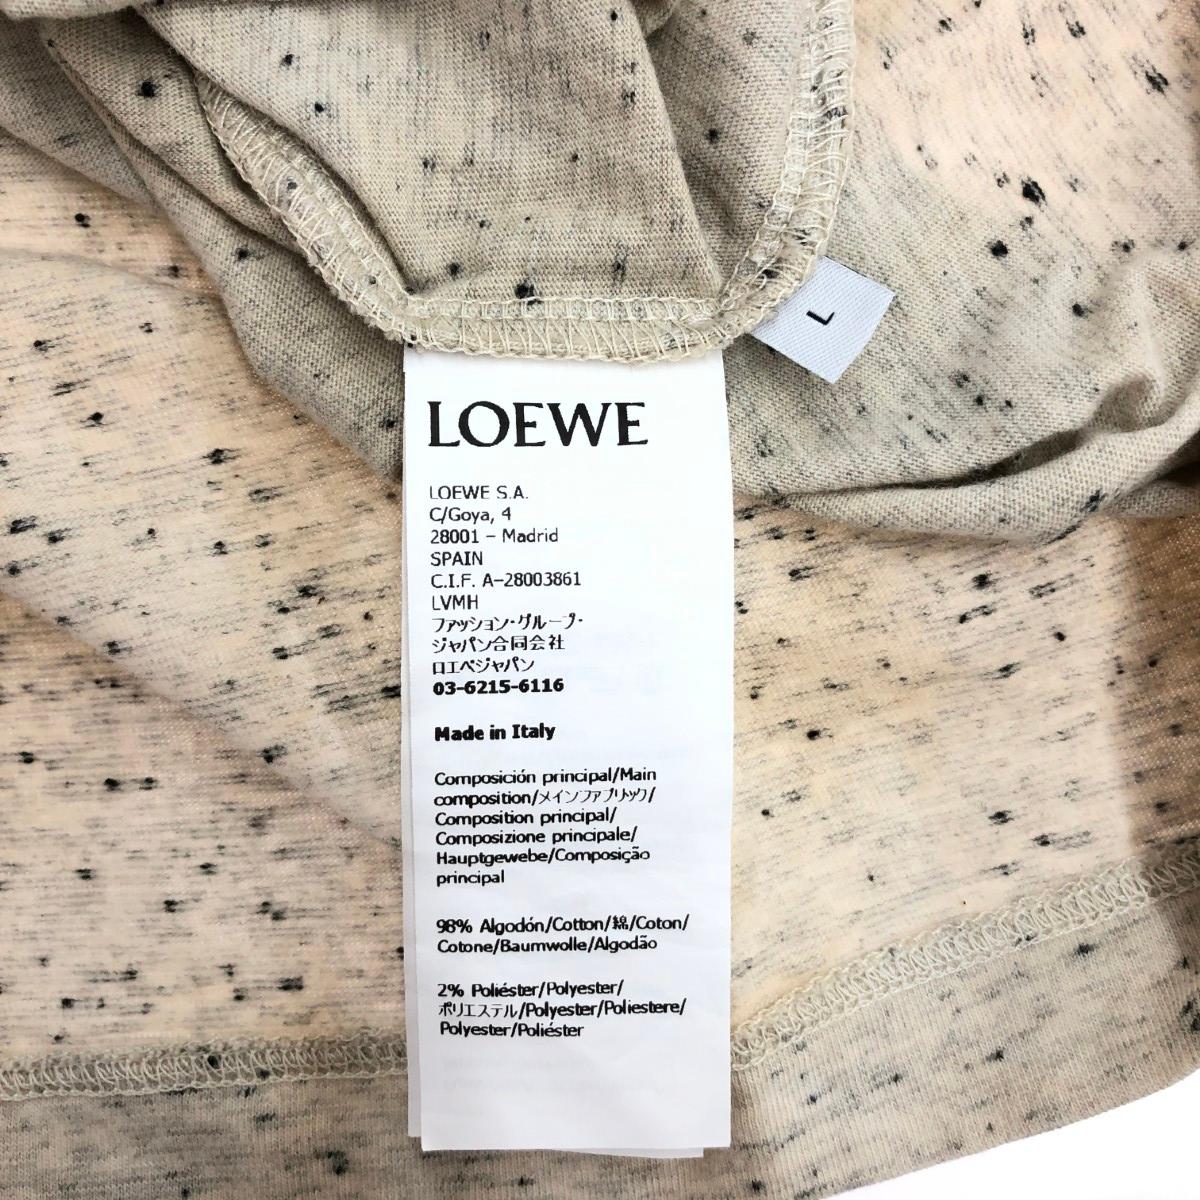 L
LOEWE
LOEWE S.A.
C/Goya, 4
28001 – Madrid
SPAIN
C.I.F. A-28003861
LVMH
ファッション・グループ・
ジャパン合同会社
ロエベジャパン
03-6215-6116
Made in Italy
Composición principal/Main
composition/メインファブリック/
Composition principal/
Composizione principale/
Hauptgewebe/Composição
principal
98% Algodón/Cotton/綿/Coton/
Cotone/Baumwolle/Algodão
2% Poliéster/Polyester/
ポリエステル/Polyester/Poliestere/
Polyester/Poliéster